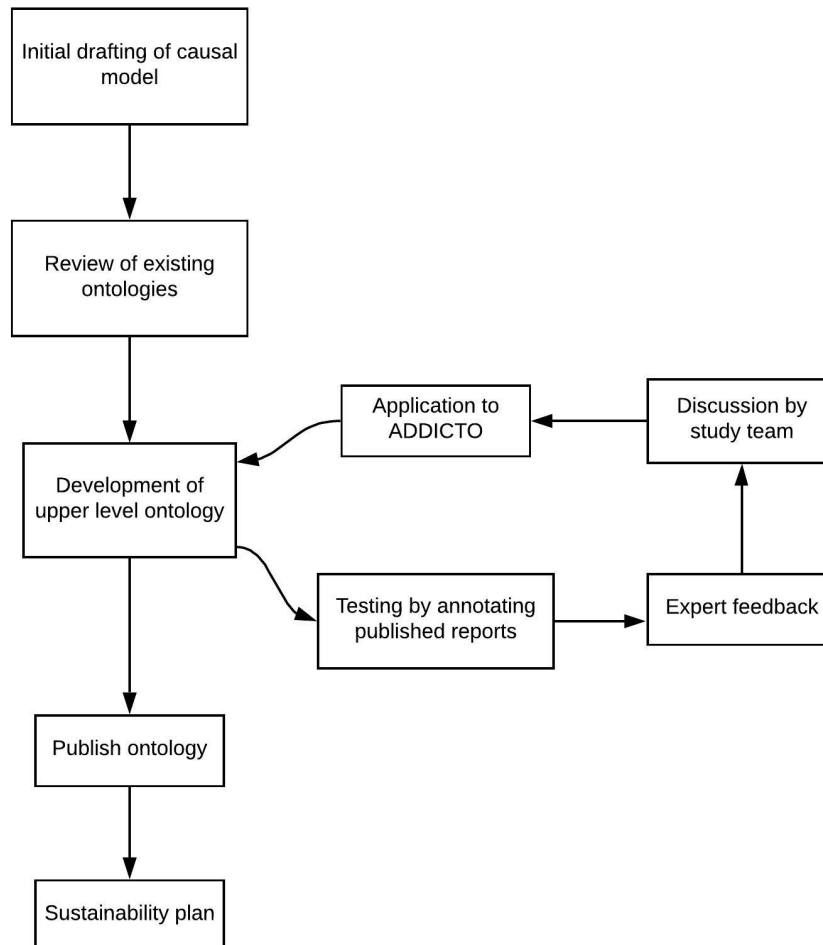 Initial drafting of causal
model
Review of existing
ontologies
Application to
ADDICTO
Discussion by
study team
Development of
upper level ontology
Testing by annotating
published reports
Expert feedback
Publish ontology
Sustainability plan